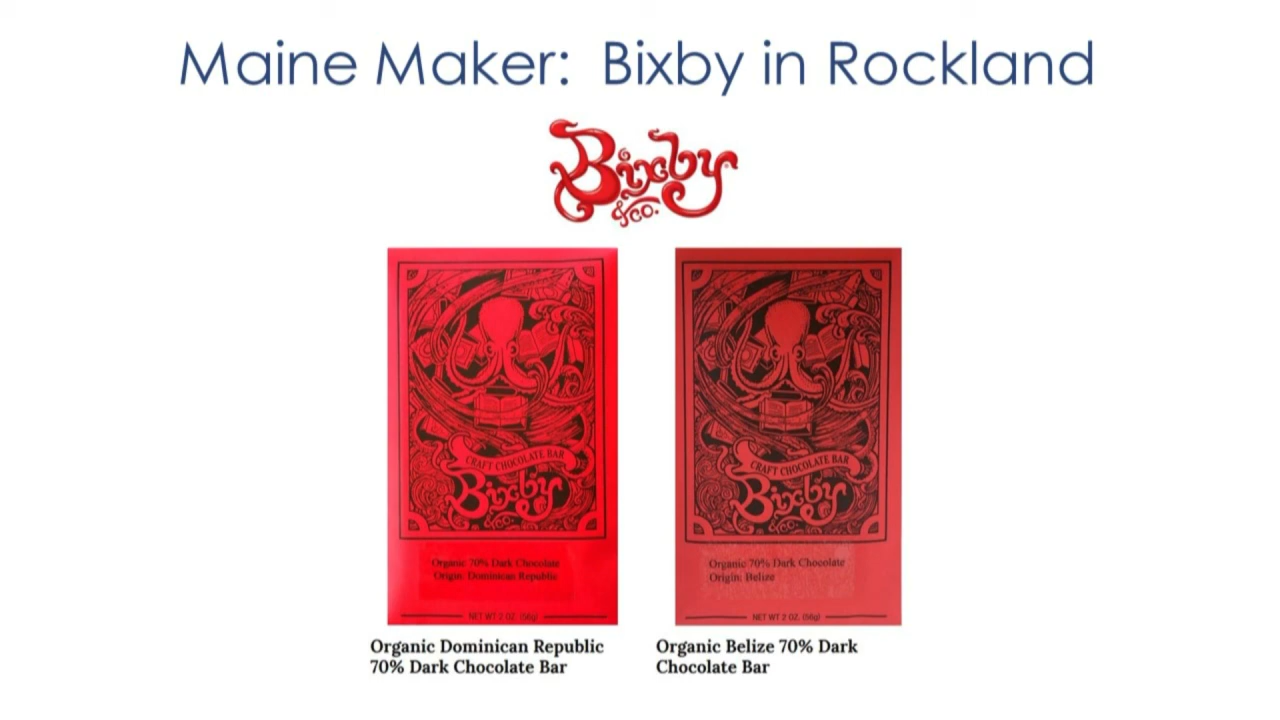 Maine Maker: Bixby in Rockland
Bixby
&CO.
CRAFT CHOCOLATE BAR
Bixby
&CO.
Organic 70% Dark Chocolate
Origin: Dominican Republic
NET WT 2 OZ. (56g)
CRAFT CHOCOLATE BAR
Bixby
&CO.
Organic 70% Dark Chocolate
Origin: Belize
NET WT 2 OZ. (56g)
Organic Dominican Republic
70% Dark Chocolate Bar
Organic Belize 70% Dark
Chocolate Bar